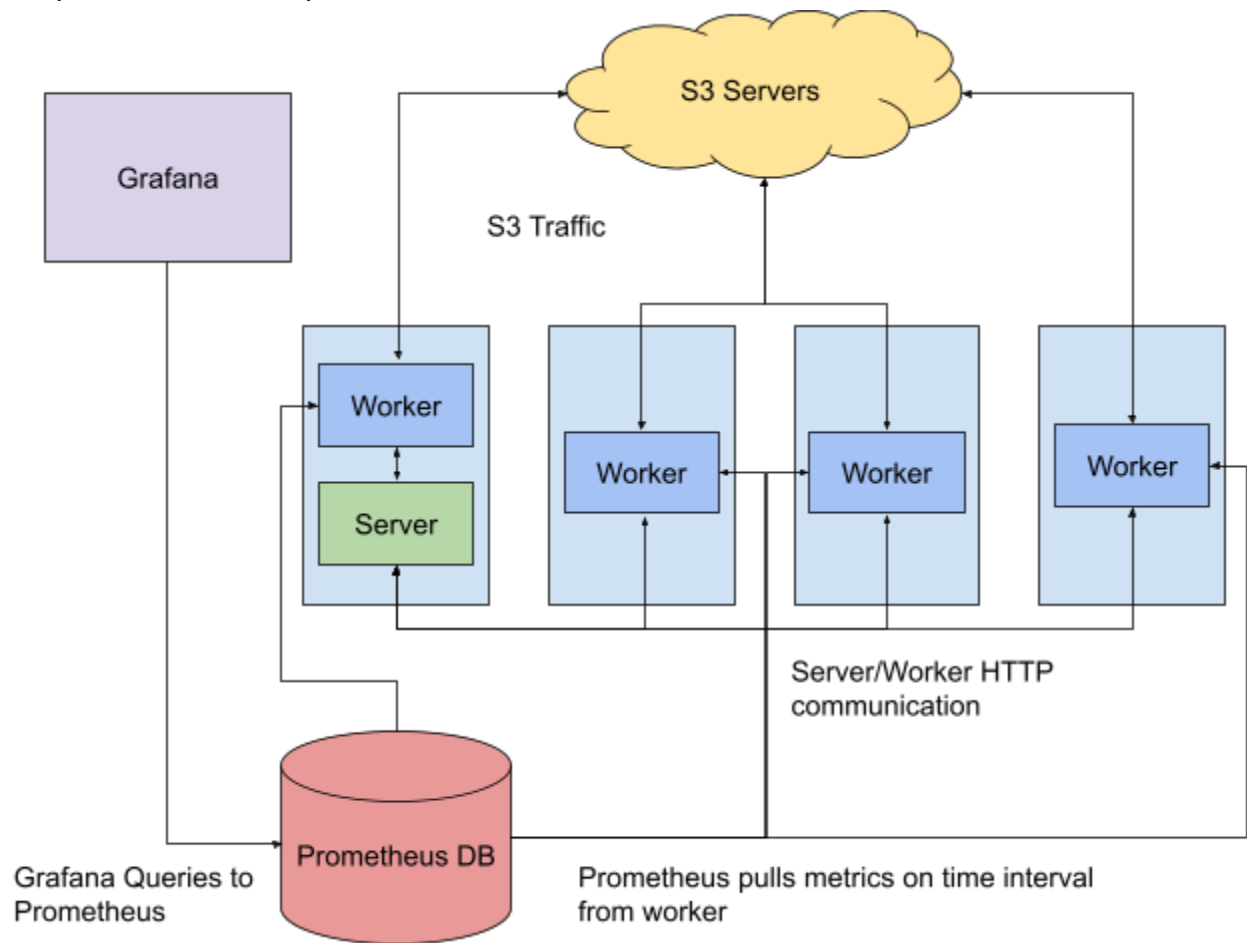 S3 Servers
Grafana
S3 Traffic
Worker
Worker
Worker
Worker
Server
Server/Worker HTTP
communication
Prometheus DB
Grafana Queries to
Prometheus
Prometheus pulls metrics on time interval
from worker